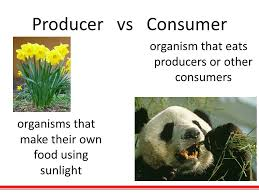 Producer vs Consumer
organism that eats
producers or other
consumers
organisms that
make their own
food using
sunlight